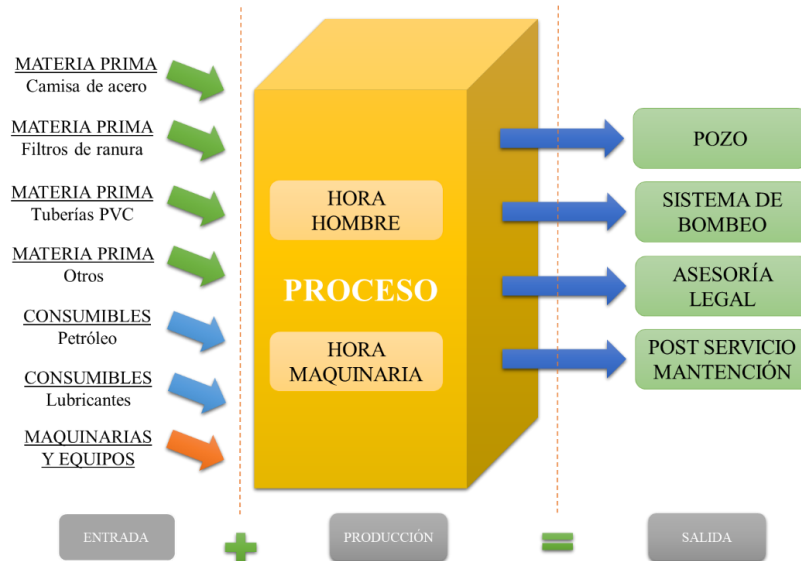 MATERIA PRIMA
Camisa de acero
MATERIA PRIMA
Filtros de ranura
MATERIA PRIMA
Tuberías PVC
MATERIA PRIMA
Otros
CONSUMIBLES
Petróleo
CONSUMIBLES
Lubricantes
MAQUINARIAS
Y EQUIPOS
HORA
HOMBRE
PROCESO
HORA
MAQUINARIA
POZO
SISTEMA DE
BOMBEO
ASESORÍA
LEGAL
POST SERVICIO
MANTENCIÓN
ENTRADA
PRODUCCIÓN
SALIDA